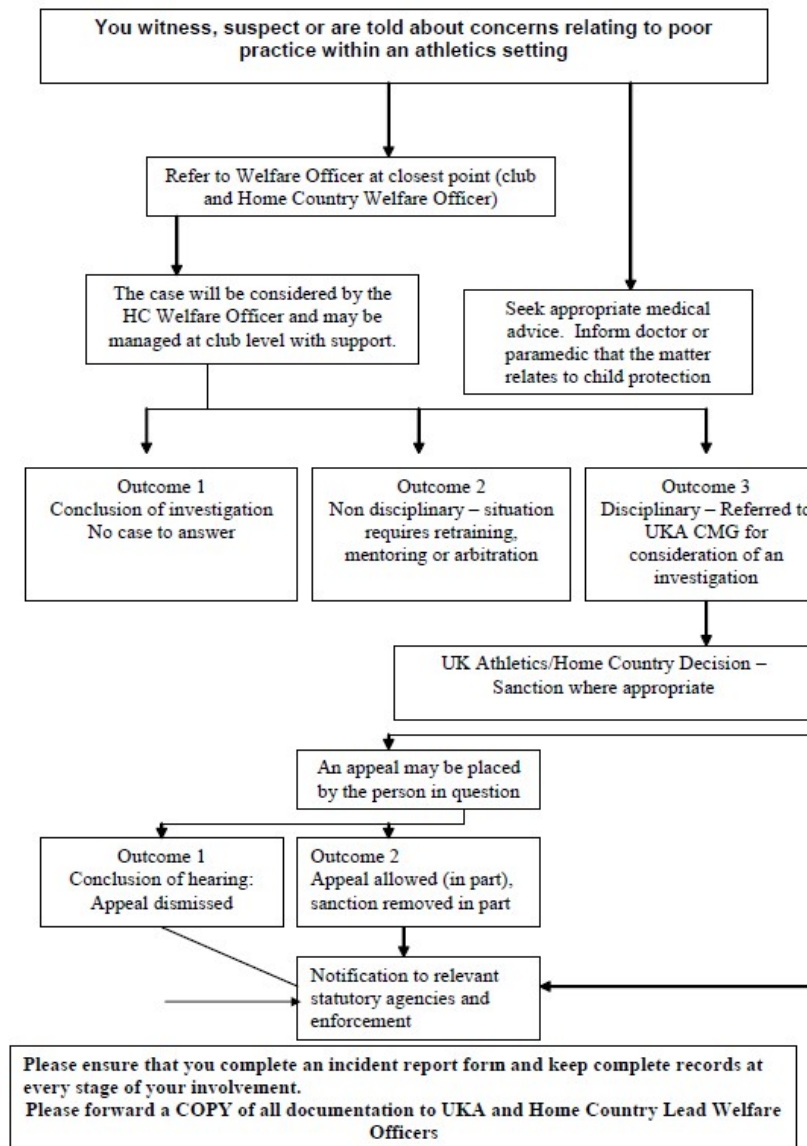 You witness, suspect or are told about concerns relating to poor
practice within an athletics setting
Refer to Welfare Officer at closest point (club
and Home Country Welfare Officer)
The case will be considered by the
HC Welfare Officer and may be
managed at club level with support.
Seek appropriate medical
advice. Inform doctor or
paramedic that the matter
relates to child protection
Outcome 1
Conclusion of investigation
No case to answer
Outcome 2
Non disciplinary – situation
requires retraining,
mentoring or arbitration
Outcome 3
Disciplinary – Referred to
UKA CMG for
consideration of an
investigation
UK Athletics/Home Country Decision –
Sanction where appropriate
An appeal may be placed
by the person in question
Outcome 1
Conclusion of hearing:
Appeal dismissed
Outcome 2
Appeal allowed (in part),
sanction removed in part
Notification to relevant
statutory agencies and
enforcement
Please ensure that you complete an incident report form and keep complete records at
every stage of your involvement.
Please forward a COPY of all documentation to UKA and Home Country Lead Welfare
Officers